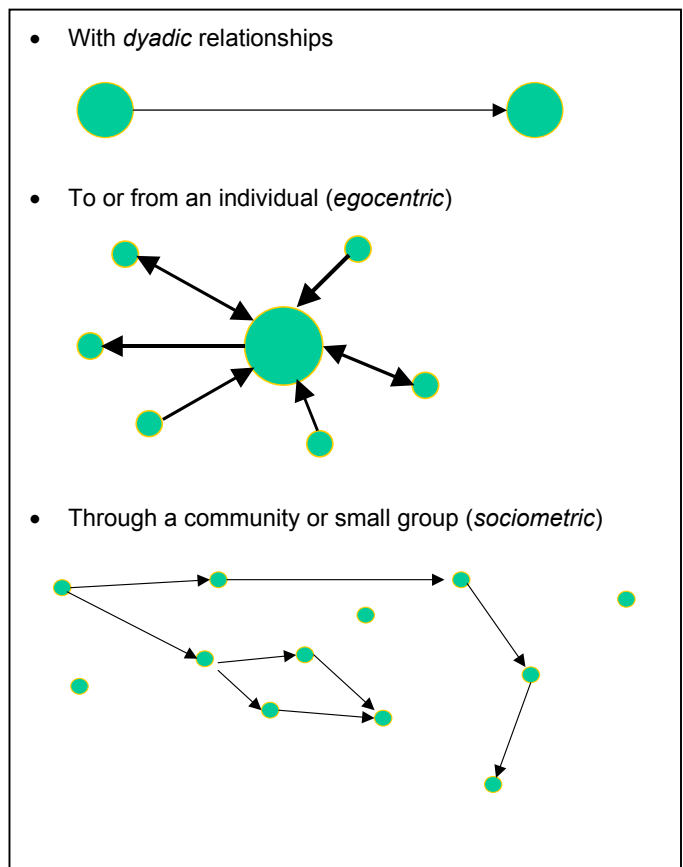 • With dyadic relationships
• To or from an individual (egocentric)
• Through a community or small group (sociometric)